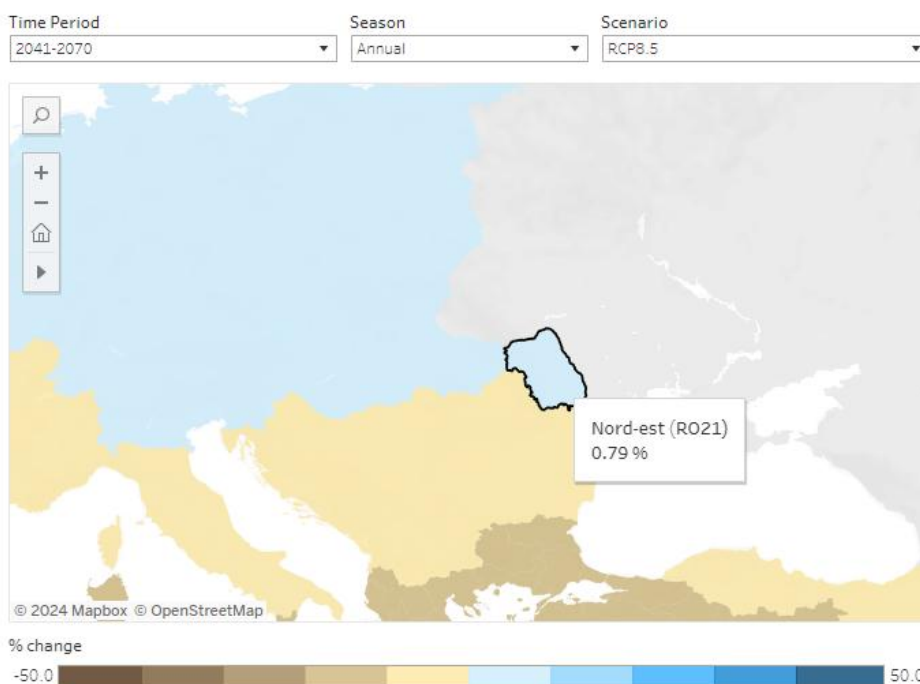 Time Period
Season
Scenario
2041-2070
Annual
RCP8.5
Nord-est (RO21)
0.79 %
© 2024 Mapbox © OpenStreetMap
% change
-50.0
50.0